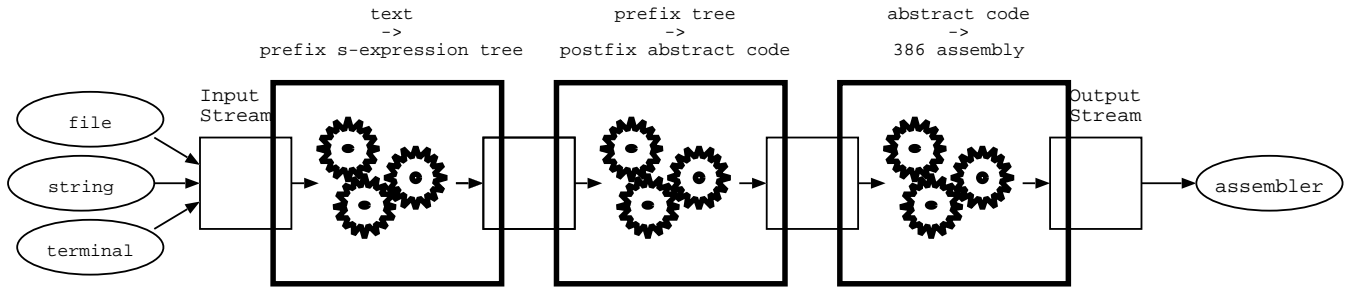 text
->
prefix s-expression tree
prefix tree
->
postfix abstract code
abstract code
->
386 assembly
Input
Stream
Output
Stream
file
string
terminal
assembler